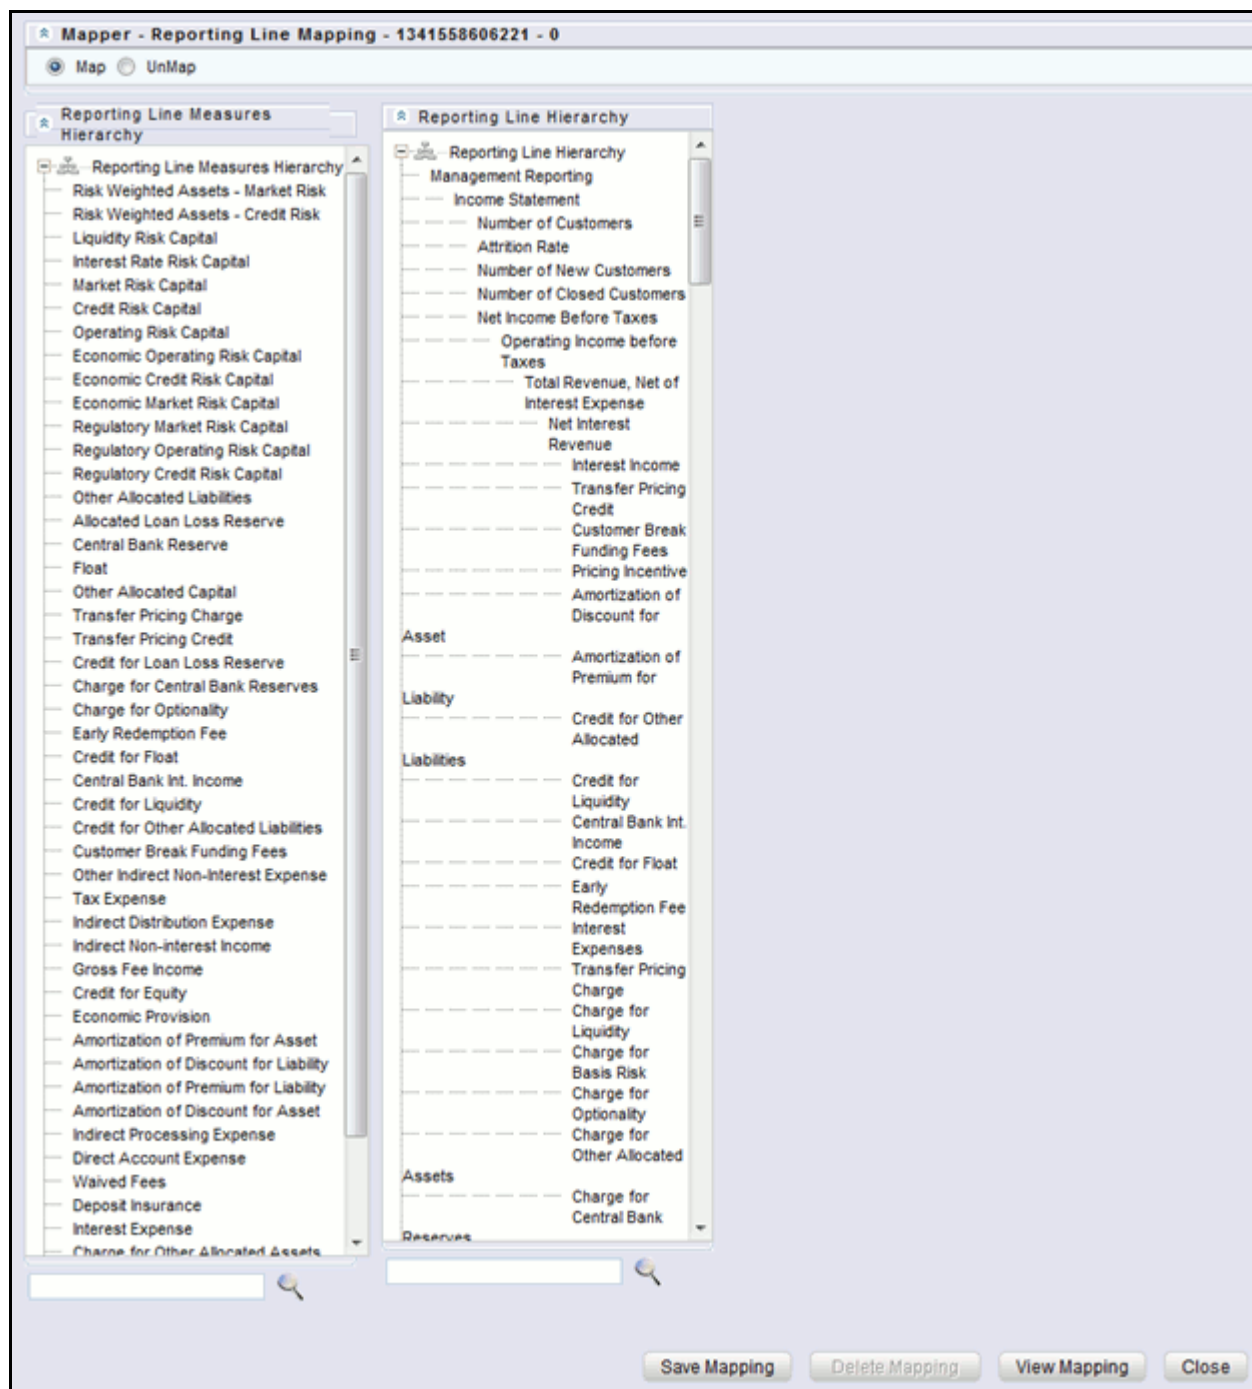 Mapper - Reporting Line Mapping - 1341558606221 - 0
Map UnMap
Reporting Line Measures
Hierarchy
Reporting Line Measures Hierarchy
Risk Weighted Assets - Market Risk
Risk Weighted Assets - Credit Risk
Liquidity Risk Capital
Interest Rate Risk Capital
Market Risk Capital
Credit Risk Capital
Operating Risk Capital
Economic Operating Risk Capital
Economic Credit Risk Capital
Economic Market Risk Capital
Regulatory Market Risk Capital
Regulatory Operating Risk Capital
Regulatory Credit Risk Capital
Other Allocated Liabilities
Allocated Loan Loss Reserve
Central Bank Reserve
Float
Other Allocated Capital
Transfer Pricing Charge
Transfer Pricing Credit
Credit for Loan Loss Reserve
Charge for Central Bank Reserves
Charge for Optionality
Early Redemption Fee
Credit for Float
Central Bank Int. Income
Credit for Liquidity
Credit for Other Allocated Liabilities
Customer Break Funding Fees
Other Indirect Non-Interest Expense
Tax Expense
Indirect Distribution Expense
Indirect Non-interest Income
Gross Fee Income
Credit for Equity
Economic Provision
Amortization of Premium for Asset
Amortization of Discount for Liability
Amortization of Premium for Liability
Amortization of Discount for Asset
Indirect Processing Expense
Direct Account Expense
Waived Fees
Deposit Insurance
Interest Expense
Charge for Other Allocated Assets
Reporting Line Hierarchy
Reporting Line Hierarchy
Management Reporting
Income Statement
Number of Customers
Attrition Rate
Number of New Customers
Number of Closed Customers
Net Income Before Taxes
Operating Income before
Taxes
Total Revenue, Net of
Interest Expense
Net Interest
Revenue
Interest Income
Transfer Pricing
Credit
Customer Break
Funding Fees
Pricing Incentive
Amortization of
Discount for
Asset
Amortization of
Premium for
Liability
Credit for Other
Allocated
Liabilities
Credit for
Liquidity
Central Bank Int.
Income
Credit for Float
Early
Redemption Fee
Interest
Expenses
Transfer Pricing
Charge
Charge for
Liquidity
Charge for
Basis Risk
Charge for
Optionality
Charge for
Other Allocated
Assets
Charge for
Central Bank
Reserves
Save Mapping Delete Mapping View Mapping Close